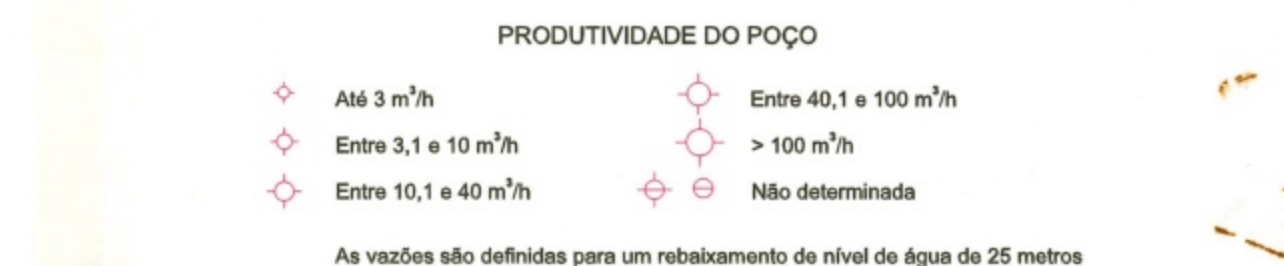 PRODUTIVIDADE DO POÇO
Até 3 m³/h
Entre 3,1 e 10 m³/h
Entre 10,1 e 40 m³/h
Entre 40,1 e 100 m³/h
> 100 m³/h
Não determinada
As vazões são definidas para um rebaixamento de nível de água de 25 metros